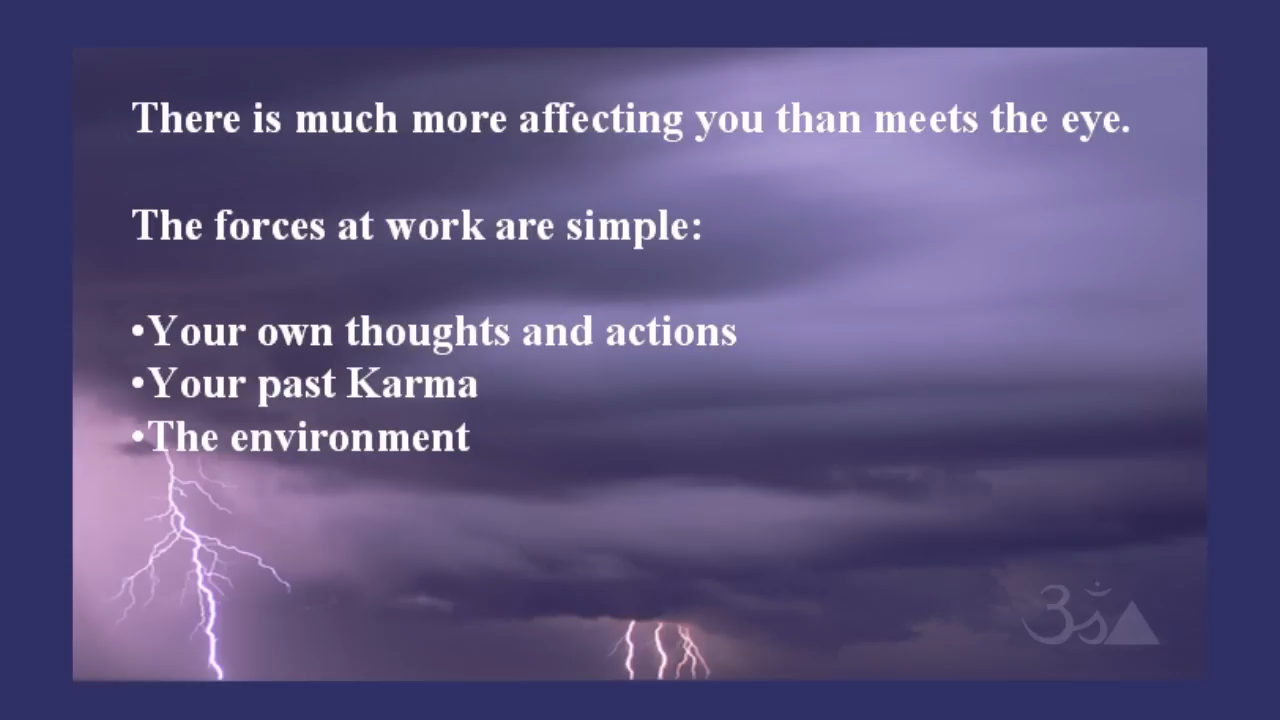 There is much more affecting you than meets the eye.
The forces at work are simple:
•Your own thoughts and actions
•Your past Karma
•The environment